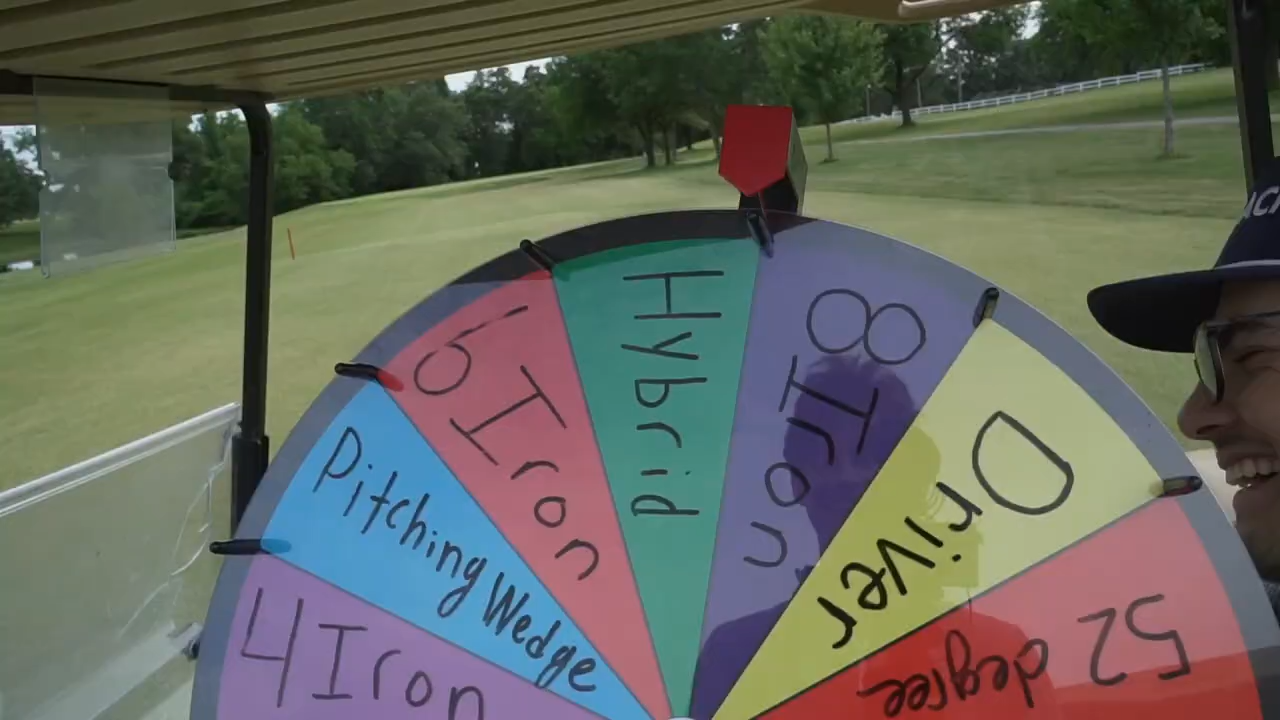 4 Iron
Pitching Wedge
6 Iron
Hybrid
8 Iron
Driver
52 degree